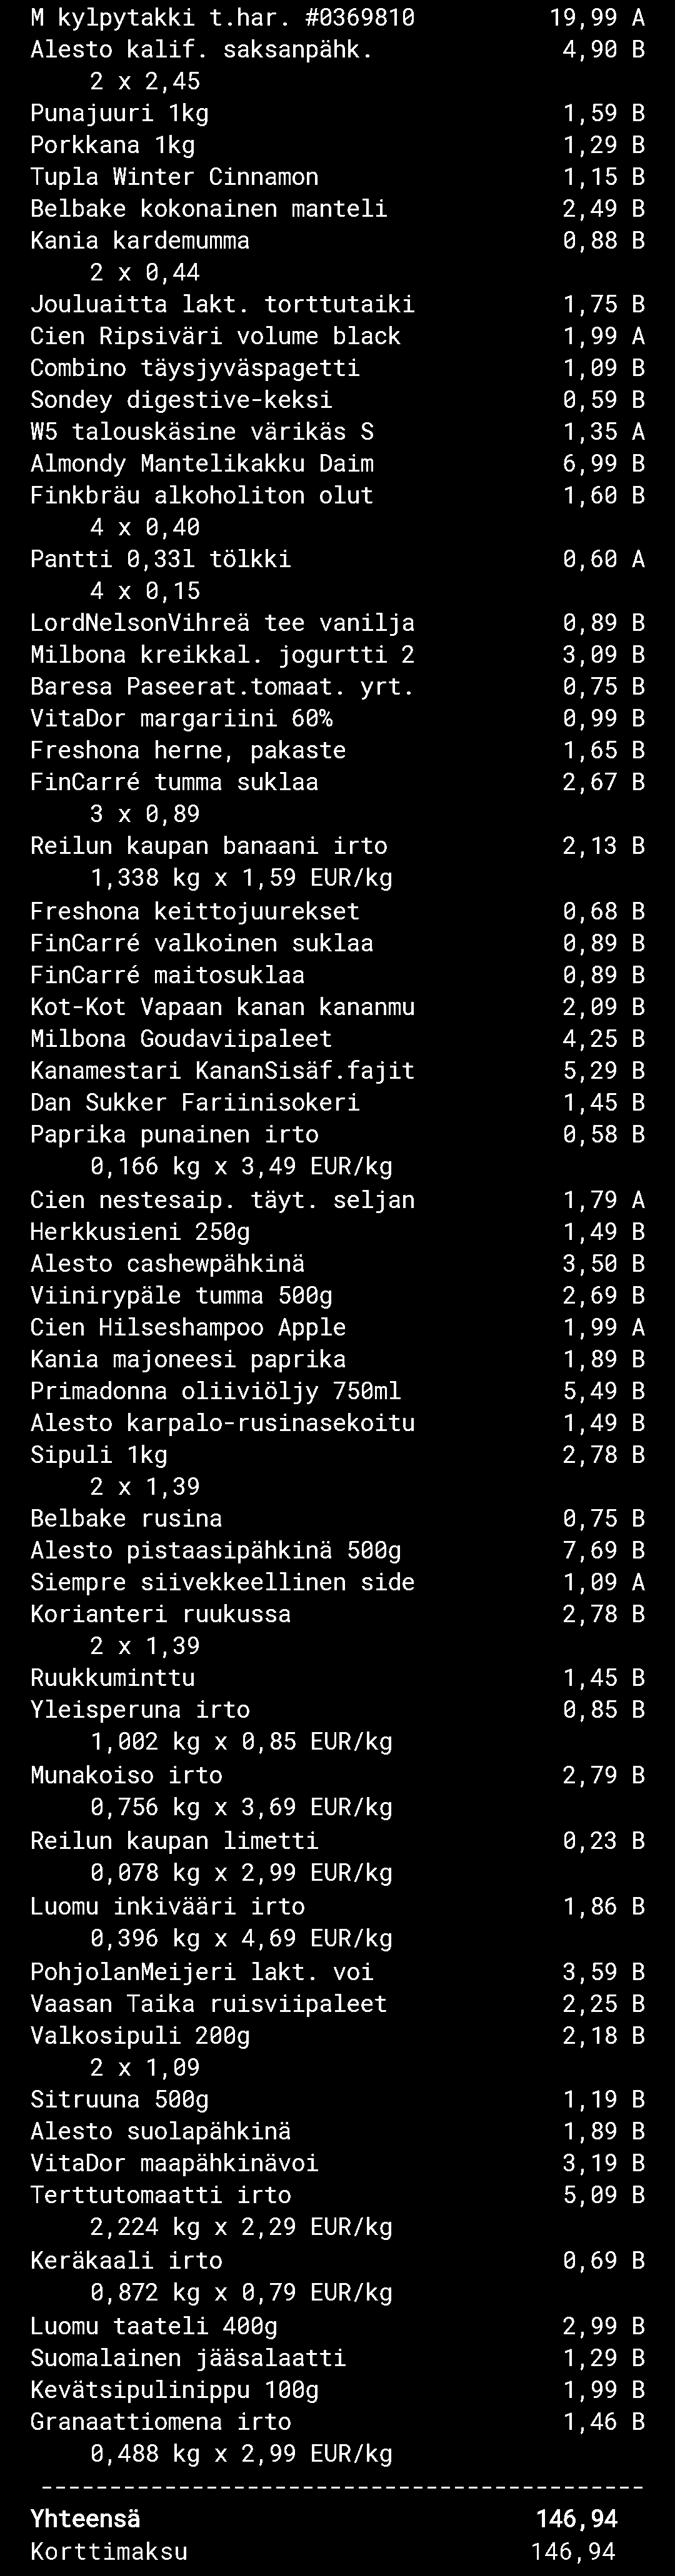 M kylpytakki t.har. #0369810 19,99 A
Alesto kalif. saksanpähk. 4,90 B
2 x 2,45
Punajuuri 1kg 1,59 B
Porkkana 1kg 1,29 B
Tupla Winter Cinnamon 1,15 B
Belbake kokonainen manteli 2,49 B
Kania kardemumma 0,88 B
2 x 0,44
Jouluaitta lakt. torttutaiki 1,75 B
Cien Ripsiväri volume black 1,99 A
Combino täysjyväspagetti 1,09 B
Sondey digestive-keksi 0,59 B
W5 talouskäsine värikäs S 1,35 A
Almondy Mantelikakku Daim 6,99 B
Finkbräu alkoholiton olut 1,60 B
4 x 0,40
Pantti 0,33l tölkki 0,60 A
4 x 0,15
LordNelsonVihreä tee vanilja 0,89 B
Milbona kreikkal. jogurtti 2 3,09 B
Baresa Paseerat.tomaat. yrt. 0,75 B
VitaDor margariini 60% 0,99 B
Freshona herne, pakaste 1,65 B
FinCarré tumma suklaa 2,67 B
3 x 0,89
Reilun kaupan banaani irto 2,13 B
1,338 kg x 1,59 EUR/kg
Freshona keittojuurekset 0,68 B
FinCarré valkoinen suklaa 0,89 B
FinCarré maitosuklaa 0,89 B
Kot-Kot Vapaan kanan kananmu 2,09 B
Milbona Goudaviipaleet 4,25 B
Kanamestari KananSisäf.fajit 5,29 B
Dan Sukker Fariinisokeri 1,45 B
Paprika punainen irto 0,58 B
0,166 kg x 3,49 EUR/kg
Cien nestesaip. täyt. seljan 1,79 A
Herkkusieni 250g 1,49 B
Alesto cashewpähkinä 3,50 B
Viinirypäle tumma 500g 2,69 B
Cien Hilseshampoo Apple 1,99 A
Kania majoneesi paprika 1,89 B
Primadonna oliiviöljy 750ml 5,49 B
Alesto karpalo-rusinasekoitu 1,49 B
Sipuli 1kg 2,78 B
2 x 1,39
Belbake rusina 0,75 B
Alesto pistaasipähkinä 500g 7,69 B
Siempre siivekkeellinen side 1,09 A
Korianteri ruukussa 2,78 B
2 x 1,39
Ruukkuminttu 1,45 B
Yleisperuna irto 0,85 B
1,002 kg x 0,85 EUR/kg
Munakoiso irto 2,79 B
0,756 kg x 3,69 EUR/kg
Reilun kaupan limetti 0,23 B
0,078 kg x 2,99 EUR/kg
Luomu inkivääri irto 1,86 B
0,396 kg x 4,69 EUR/kg
PohjolanMeijeri lakt. voi 3,59 B
Vaasan Taika ruisviipaleet 2,25 B
Valkosipuli 200g 2,18 B
2 x 1,09
Sitruuna 500g 1,19 B
Alesto suolapähkinä 1,89 B
VitaDor maapähkinävoi 3,19 B
Terttutomaatti irto 5,09 B
2,224 kg x 2,29 EUR/kg
Keräkaali irto 0,69 B
0,872 kg x 0,79 EUR/kg
Luomu taateli 400g 2,99 B
Suomalainen jääsalaatti 1,29 B
Kevätsipulinippu 100g 1,99 B
Granaattiomena irto 1,46 B
0,488 kg x 2,99 EUR/kg
--------------------------------------------
Yhteensä 146,94
Korttimaksu 146,94